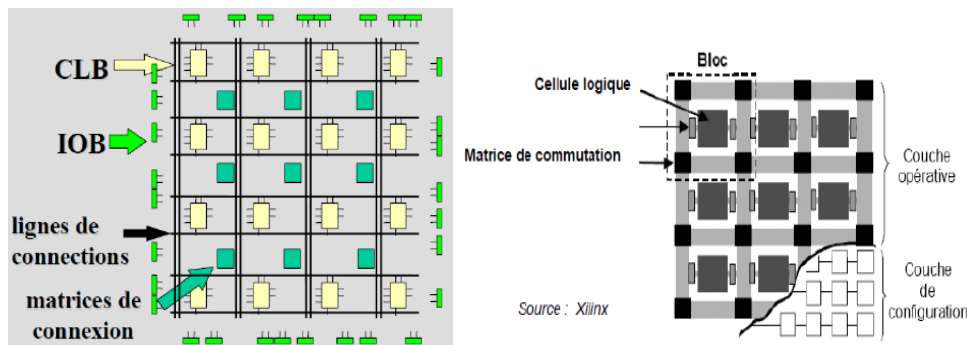 CLB
IOB
lignes de
connections
matrices de
connexion
Bloc
Cellule logique
Matrice de commutation
Couche
opérative
Couche
de
configuration
Source : Xilinx